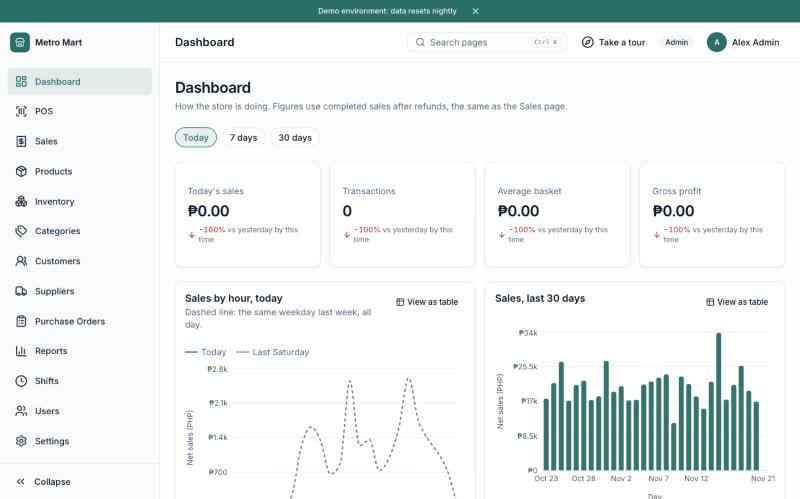 Demo environment: data resets nightly
Metro Mart
Dashboard
Search pages
Ctrl K
Take a tour
Admin
A
Alex Admin
Dashboard
POS
Sales
Products
Inventory
Categories
Customers
Suppliers
Purchase Orders
Reports
Shifts
Users
Settings
Collapse
Dashboard
How the store is doing. Figures use completed sales after refunds, the same as the Sales page.
Today
7 days
30 days
Today's sales
₱0.00
-100% vs yesterday by this
time
Transactions
0
-100% vs yesterday by this
time
Average basket
₱0.00
-100% vs yesterday by this
time
Gross profit
₱0.00
-100% vs yesterday by this
time
Sales by hour, today
View as table
Dashed line: the same weekday last week, all
day.
Today
Last Saturday
₱2.8k
₱2.1k
₱1.4k
₱700
Net sales (PHP)
Sales, last 30 days
View as table
₱34k
₱25.5k
₱17k
₱8.5k
₱0
Net sales (PHP)
Oct 23
Oct 28
Nov 2
Nov 7
Nov 12
Nov 21
Day